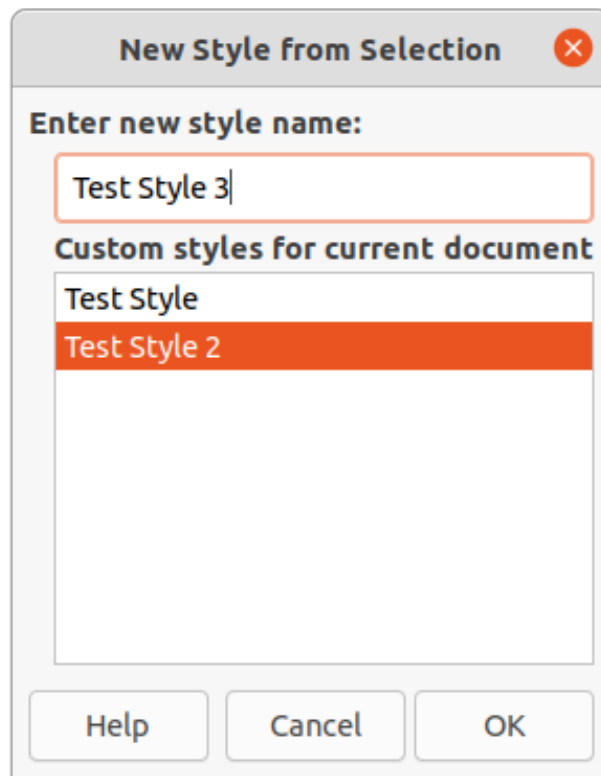 New Style from Selection
Enter new style name:
Test Style 3
Custom styles for current document
Test Style
Test Style 2
Help Cancel OK